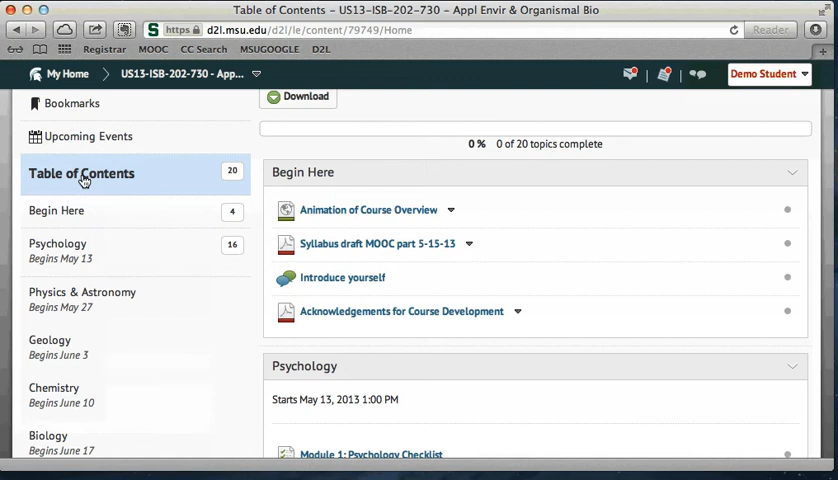 Table of Contents – US13-ISB-202-730 – Appl Envir & Organismal Bio
https d2l.msu.edu/d2l/le/content/79749/Home
Reader
Registrar MOOC CC Search MSUGOOGLE D2L
My Home US13-ISB-202-730 - Ap...
Demo Student
Bookmarks
Download
Upcoming Events
0 % 0 of 20 topics complete
Table of Contents 20
Begin Here
Begin Here 4
Animation of Course Overview
Psychology 16
Begins May 13
Syllabus draft MOOC part 5-15-13
Introduce yourself
Physics & Astronomy
Begins May 27
Acknowledgements for Course Development
Geology
Begins June 3
Psychology
Chemistry
Begins June 10
Starts May 13, 2013 1:00 PM
Biology
Begins June 17
Module 1: Psychology Checklist